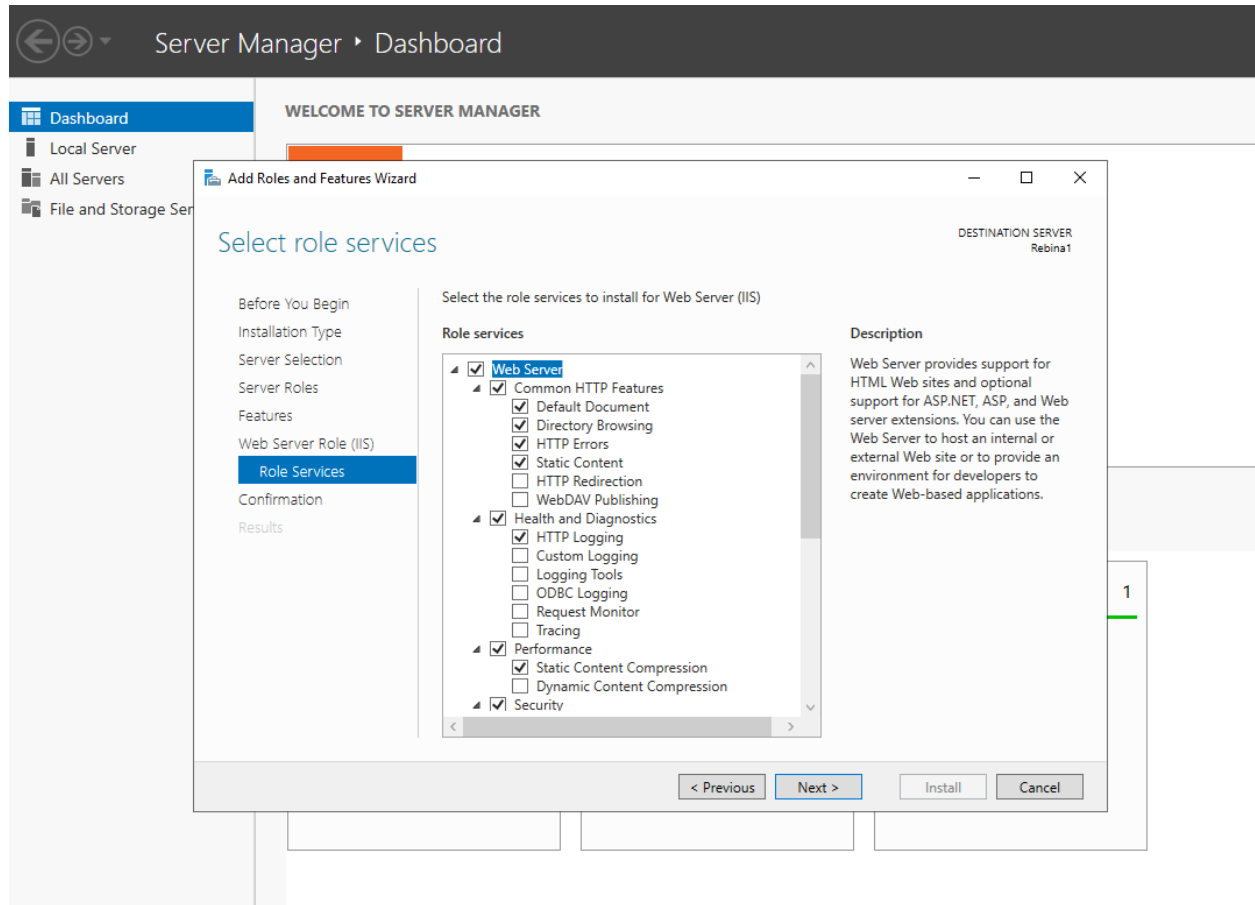 Server Manager ‣ Dashboard
Dashboard
Local Server
All Servers
File and Storage Ser
WELCOME TO SERVER MANAGER
Add Roles and Features Wizard
Select role services
DESTINATION SERVER
Rebina1
Before You Begin
Installation Type
Server Selection
Server Roles
Features
Web Server Role (IIS)
Role Services
Confirmation
Results
Select the role services to install for Web Server (IIS)
Role services
Web Server
Common HTTP Features
Default Document
Directory Browsing
HTTP Errors
Static Content
HTTP Redirection
WebDAV Publishing
Health and Diagnostics
HTTP Logging
Custom Logging
Logging Tools
ODBC Logging
Request Monitor
Tracing
Performance
Static Content Compression
Dynamic Content Compression
Security
Description
Web Server provides support for
HTML Web sites and optional
support for ASP.NET, ASP, and Web
server extensions. You can use the
Web Server to host an internal or
external Web site or to provide an
environment for developers to
create Web-based applications.
1
< Previous
Next >
Install
Cancel